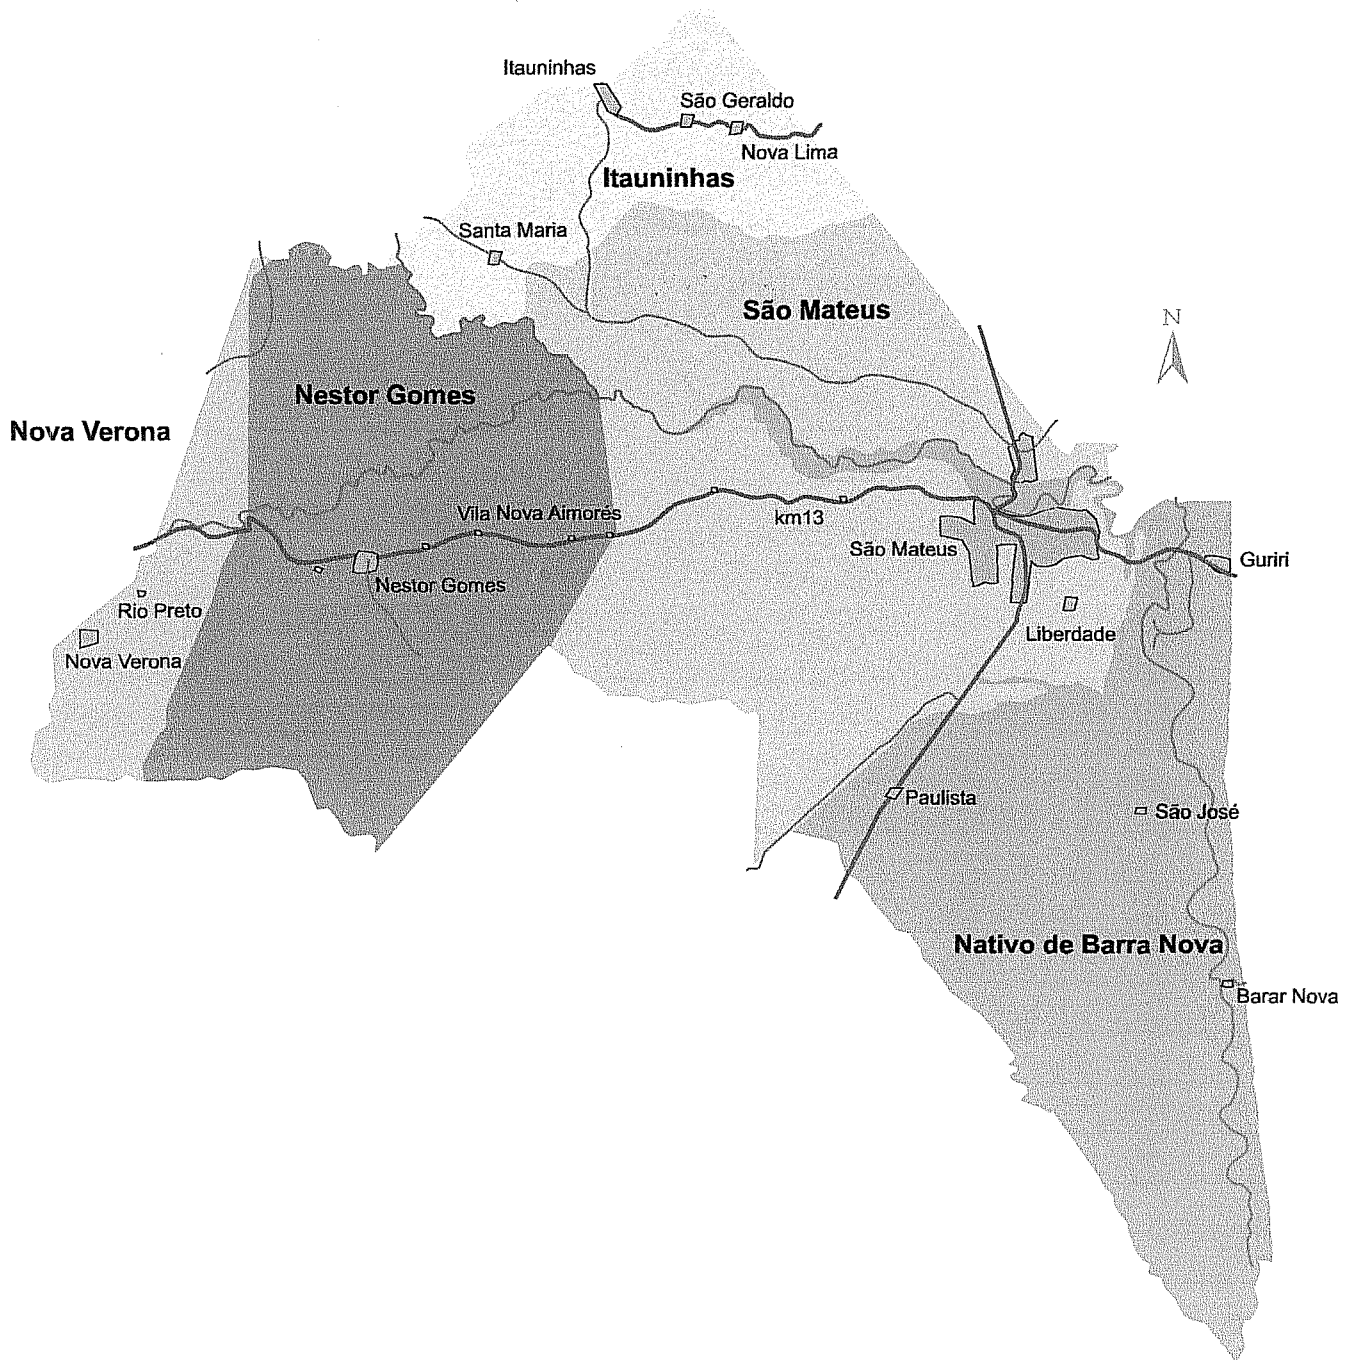 Itauninhas
São Geraldo
Nova Lima
Itauninhas
Santa Maria
São Mateus
N
Nestor Gomes
Nova Verona
Vila Nova Aimorés
km13
São Mateus
Guriri
Nestor Gomes
Rio Preto
Liberdade
Nova Verona
Paulista
São José
Nativo de Barra Nova
Barar Nova